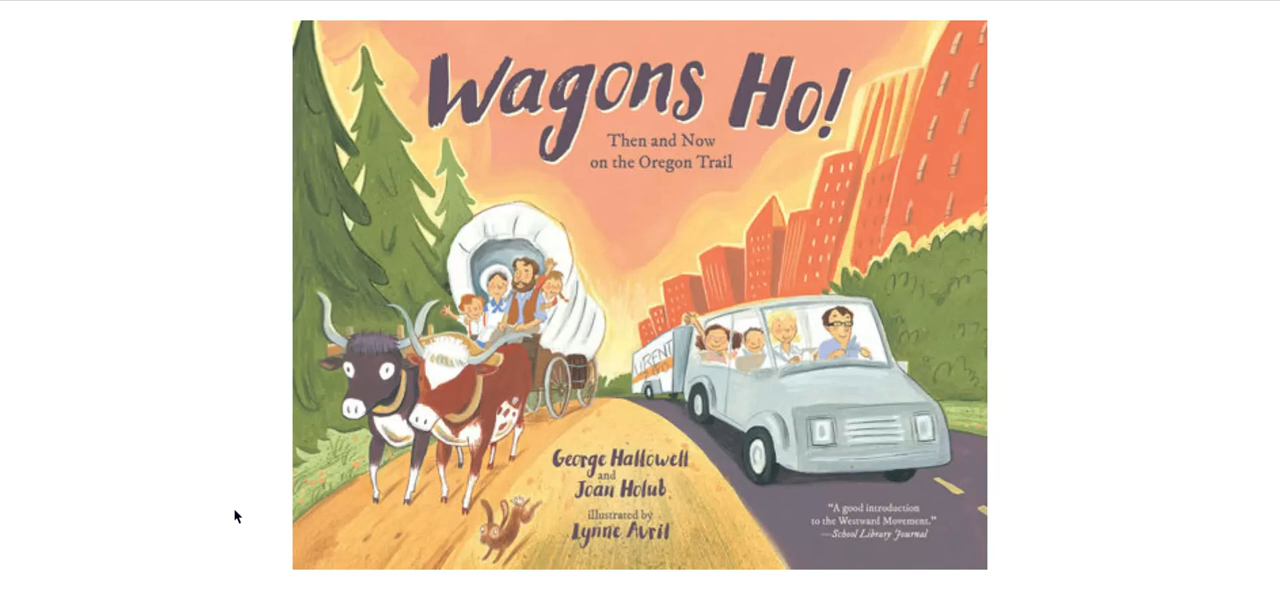 Wagons Ho!
Then and Now
on the Oregon Trail
URENT
George Hallowell
and
Joan Holub
illustrated by
Lynne Avril
"A good introduction
to the Westward Movement."
—School Library Journal